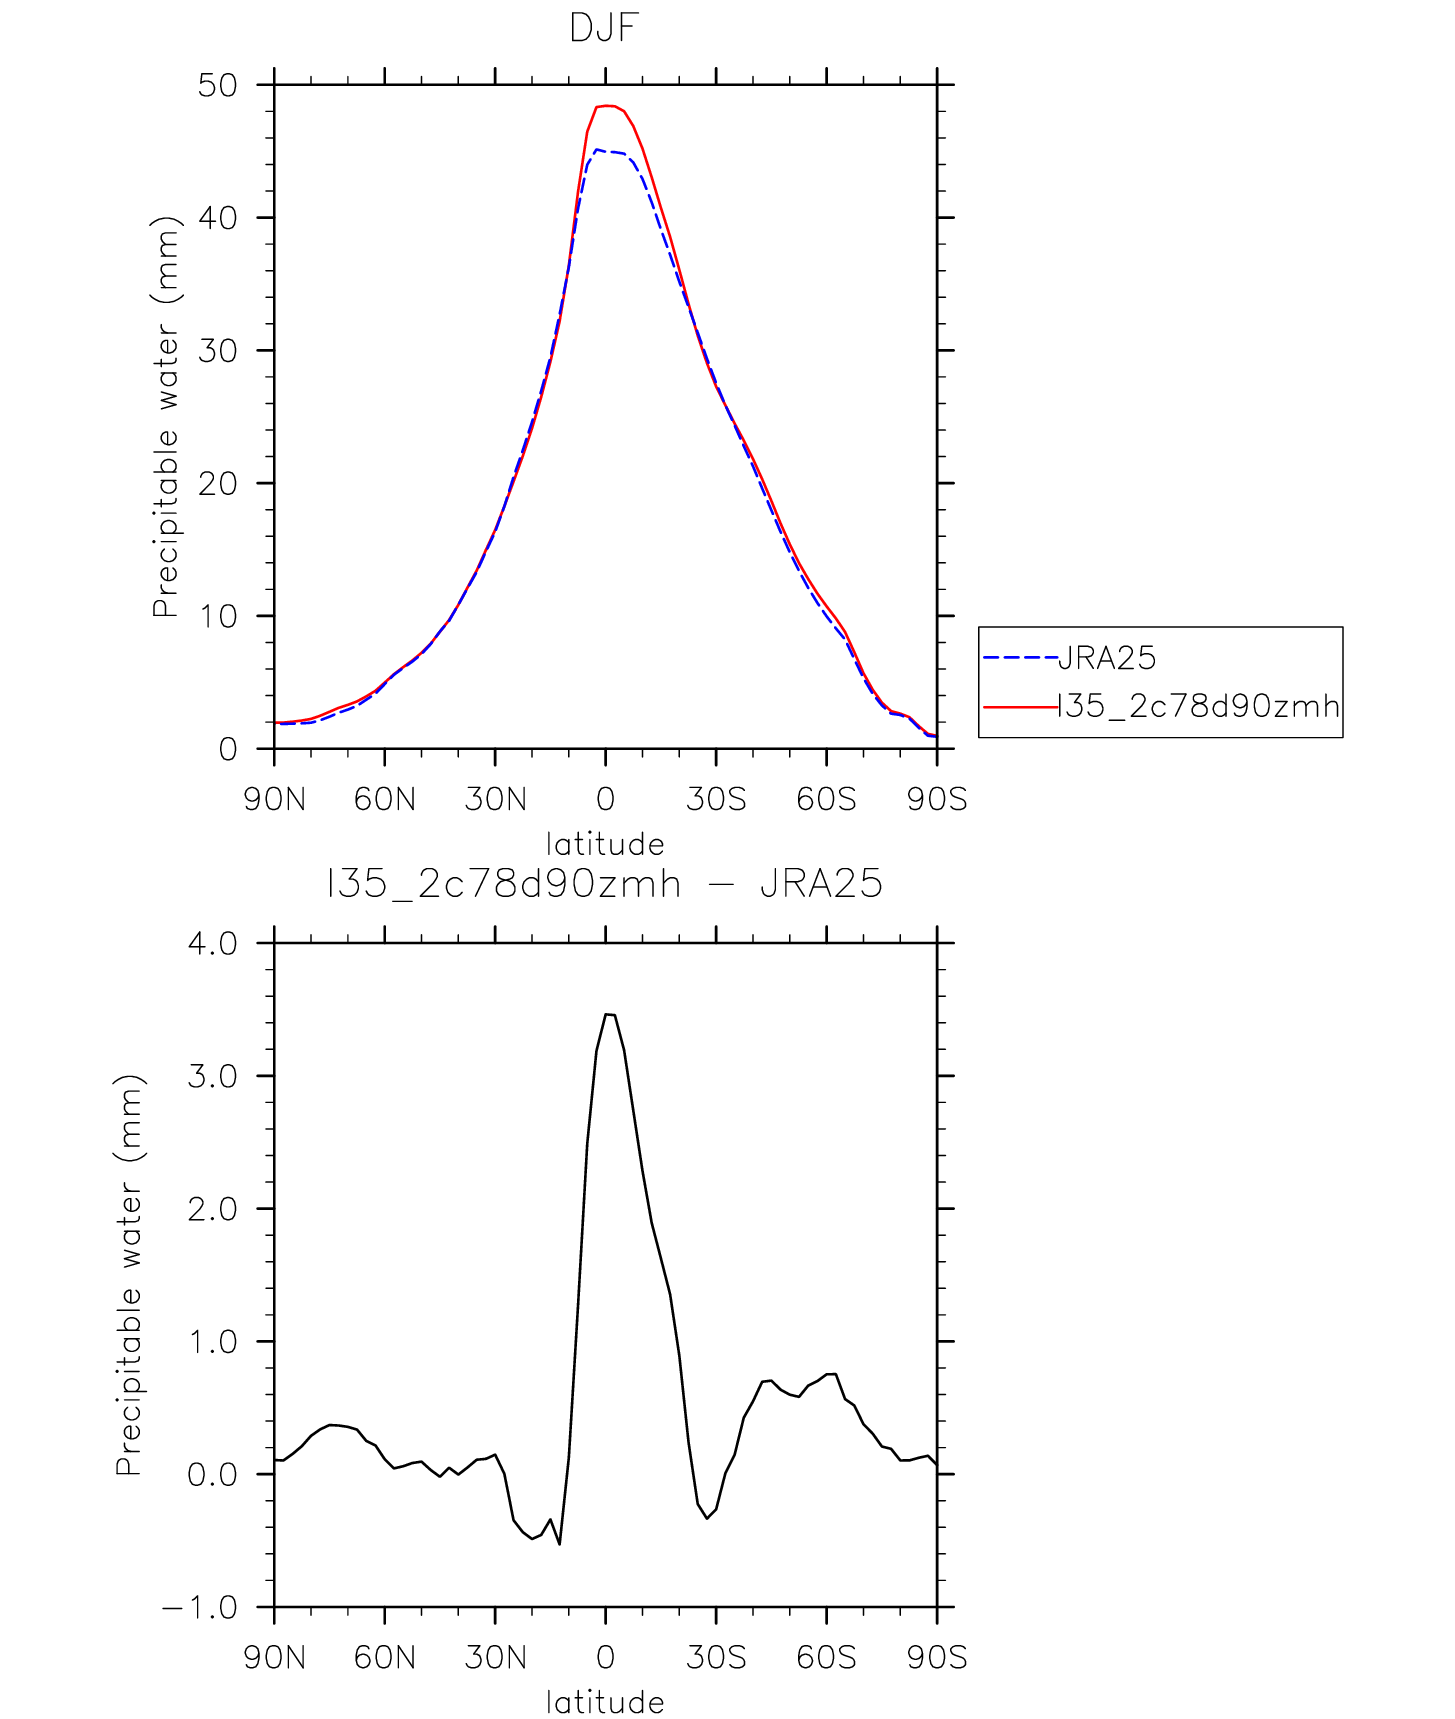 DJF
50
40
30
20
10
0
Precipitable water (mm)
90N 60N 30N 0 30S 60S 90S
latitude
JRA25
I35_2c78d90zmh
I35_2c78d90zmh - JRA25
4.0
3.0
2.0
1.0
0.0
-1.0
Precipitable water (mm)
90N 60N 30N 0 30S 60S 90S
latitude